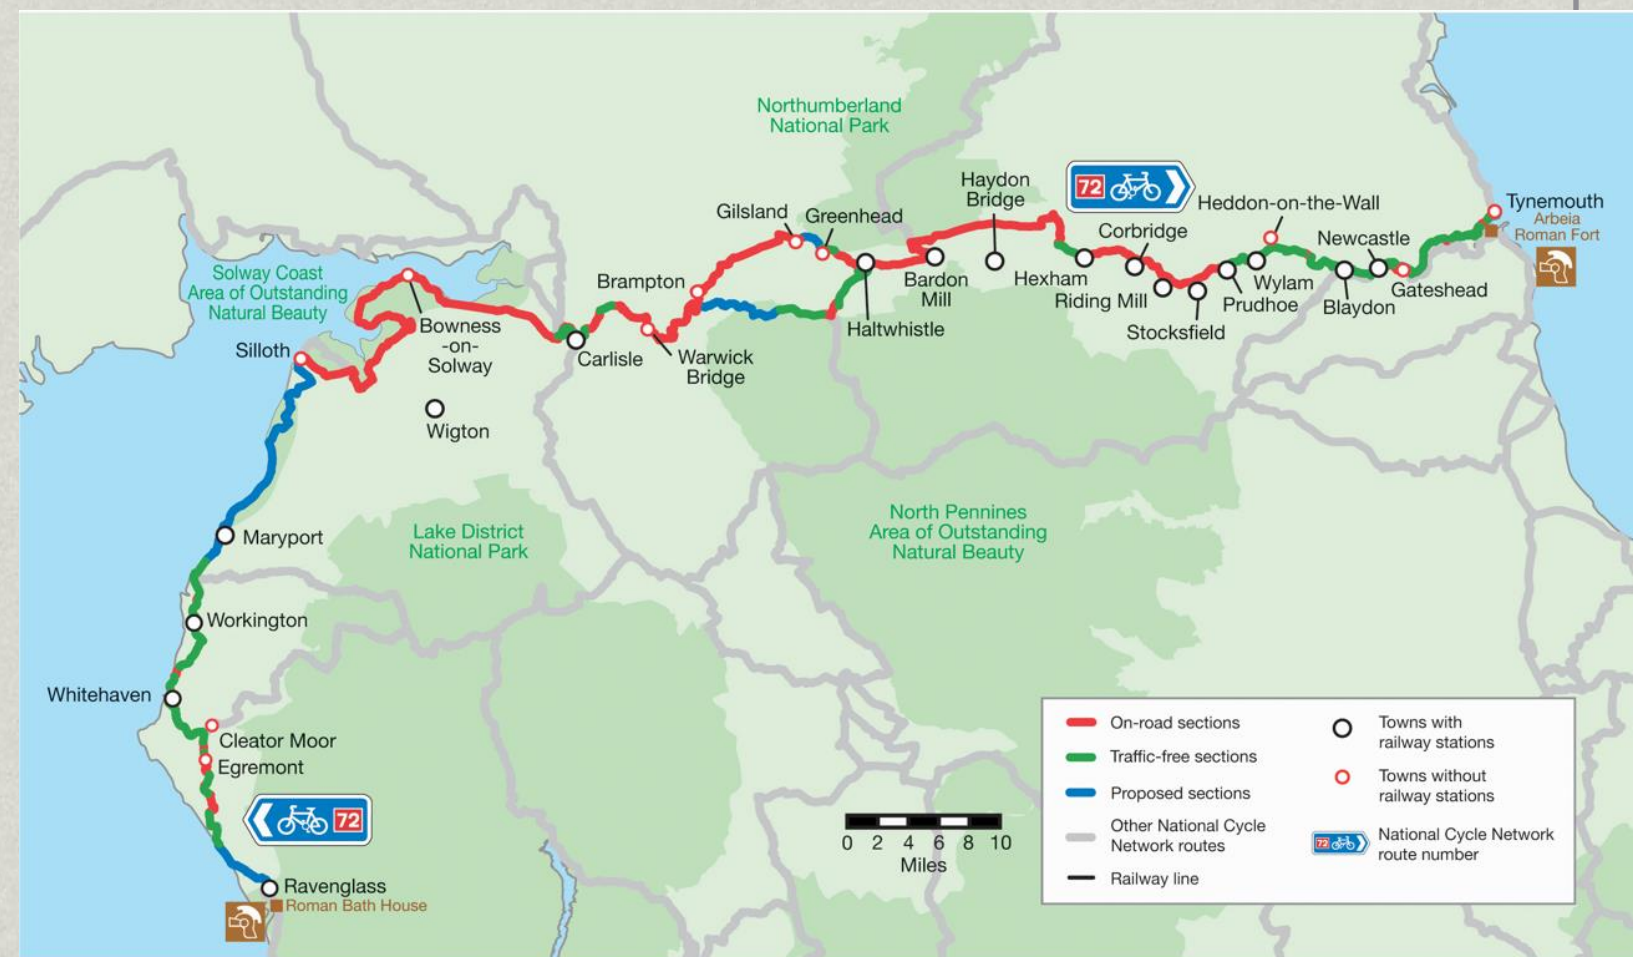 Northumberland
National Park
72
Haydon
Bridge
Heddon-on-the-Wall
Tynemouth
Arbeia
Roman Fort
Gilsland
Greenhead
Corbridge
Newcastle
Solway Coast
Area of Outstanding
Natural Beauty
Brampton
Bardon
Mill
Hexham
Riding Mill
Wylam
Prudhoe
Blaydon
Gateshead
Bowness
-on-
Solway
Haltwhistle
Stocksfield
Silloth
Carlisle
Warwick
Bridge
Wigton
Maryport
Lake District
National Park
North Pennines
Area of Outstanding
Natural Beauty
Workington
Whitehaven
Cleator Moor
Egremont
72
Ravenglass
Roman Bath House
0 2 4 6 8 10
Miles
On-road sections
Traffic-free sections
Proposed sections
Other National Cycle
Network routes
Railway line
Towns with
railway stations
Towns without
railway stations
72
National Cycle Network
route number